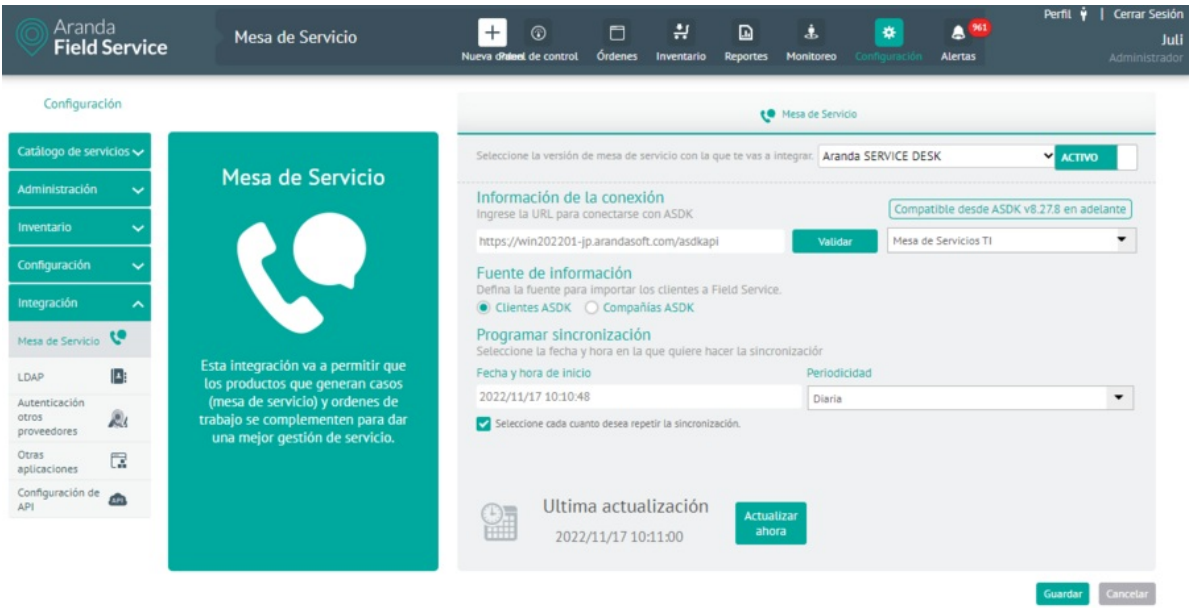 Perfil | Cerrar Sesión
Aranda
Field Service
Mesa de Servicio
Nueva orden
Panel de control
Órdenes
Inventario
Reportes
Monitoreo
Configuración
Alertas
961
Juli
Administrador
Configuración
Catálogo de servicios
Administración
Inventario
Configuración
Integración
Mesa de Servicio
LDAP
Autenticación
otros
proveedores
Otras
aplicaciones
Configuración de
API
API
Mesa de Servicio
Esta integración va a permitir que
los productos que generan casos
(mesa de servicio) y ordenes de
trabajo se complementen para dar
una mejor gestión de servicio.
Mesa de Servicio
Seleccione la versión de mesa de servicio con la que te vas a integrar. Aranda SERVICE DESK ACTIVO
Información de la conexión
Ingrese la URL para conectarse con ASDK
Compatible desde ASDK v8.27.8 en adelante
https://win202201-jp.arandasoft.com/asdkapi Validar Mesa de Servicios TI
Fuente de información
Defina la fuente para importar los clientes a Field Service.
Clientes ASDK Compañías ASDK
Programar sincronización
Seleccione la fecha y hora en la que quiere hacer la sincronizaciór
Fecha y hora de inicio Periodicidad
2022/11/17 10:10:48 Diaria
Seleccione cada cuanto desea repetir la sincronización.
Ultima actualización
2022/11/17 10:11:00
Actualizar
ahora
Guardar Cancelar